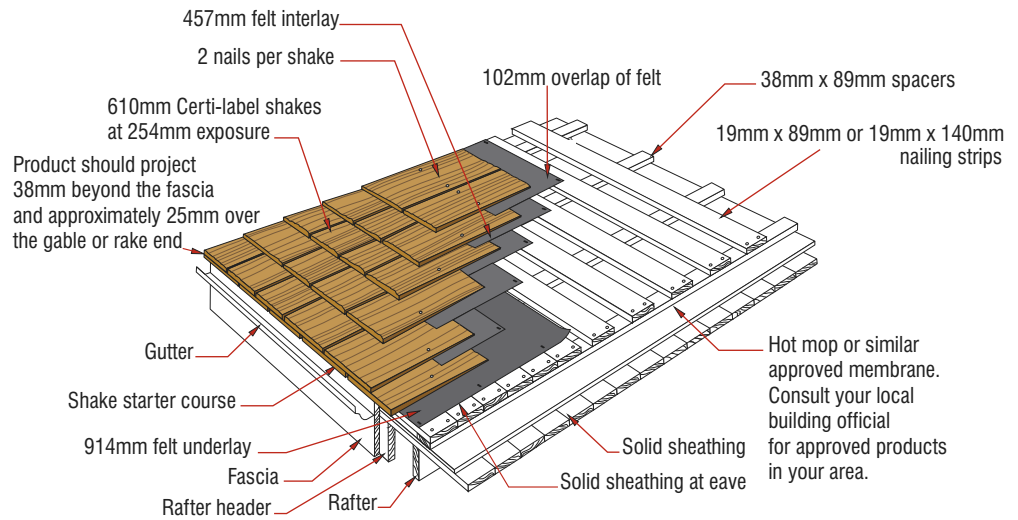 457mm felt interlay
2 nails per shake
610mm Certi-label shakes
at 254mm exposure
Product should project
38mm beyond the fascia
and approximately 25mm over
the gable or rake end
102mm overlap of felt
38mm x 89mm spacers
19mm x 89mm or 19mm x 140mm
nailing strips
Gutter
Shake starter course
914mm felt underlay
Fascia
Rafter header
Rafter
Solid sheathing at eave
Solid sheathing
Hot mop or similar
approved membrane.
Consult your local
building official
for approved products
in your area.